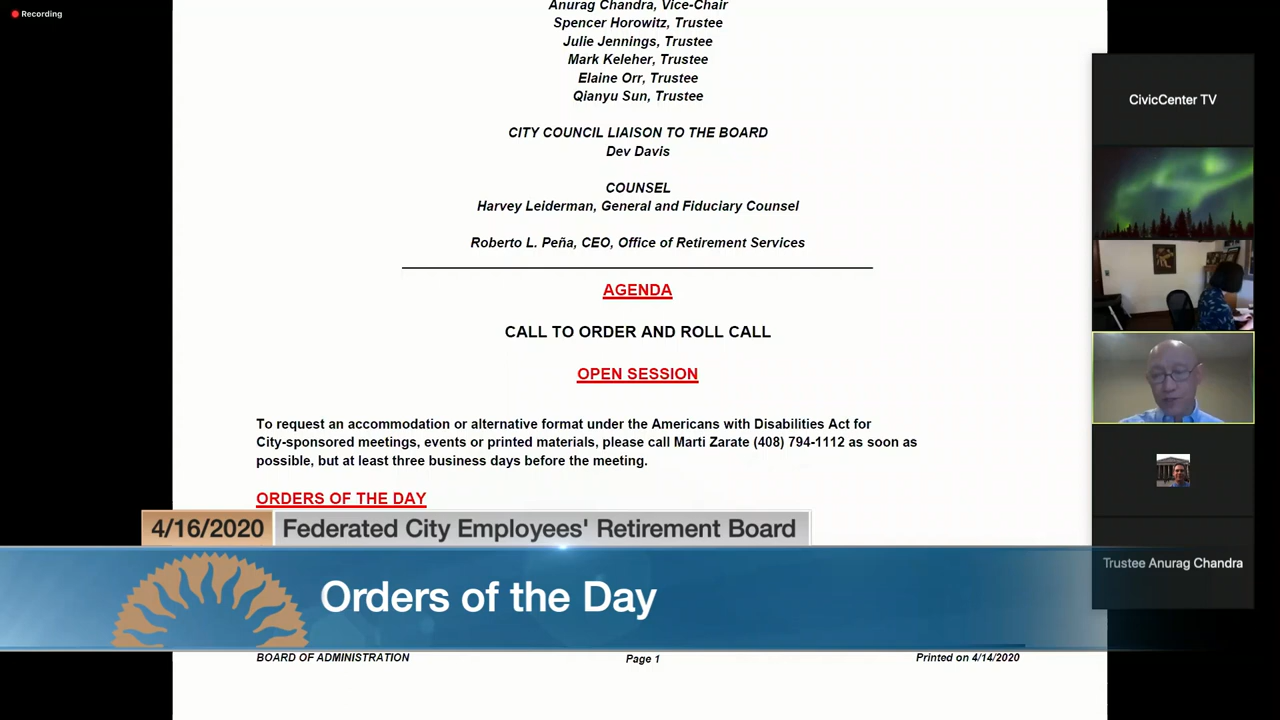 Recording
Anurag Chandra, Vice-Chair
Spencer Horowitz, Trustee
Julie Jennings, Trustee
Mark Keleher, Trustee
Elaine Orr, Trustee
Qianyu Sun, Trustee
CITY COUNCIL LIAISON TO THE BOARD
Dev Davis
COUNSEL
Harvey Leiderman, General and Fiduciary Counsel
Roberto L. Peña, CEO, Office of Retirement Services
AGENDA
CALL TO ORDER AND ROLL CALL
OPEN SESSION
To request an accommodation or alternative format under the Americans with Disabilities Act for
City-sponsored meetings, events or printed materials, please call Marti Zarate (408) 794-1112 as soon as
possible, but at least three business days before the meeting.
ORDERS OF THE DAY
4/16/2020 Federated City Employees' Retirement Board
Orders of the Day
BOARD OF ADMINISTRATION Page 1 Printed on 4/14/2020
CivicCenter TV
Trustee Anurag Chandra